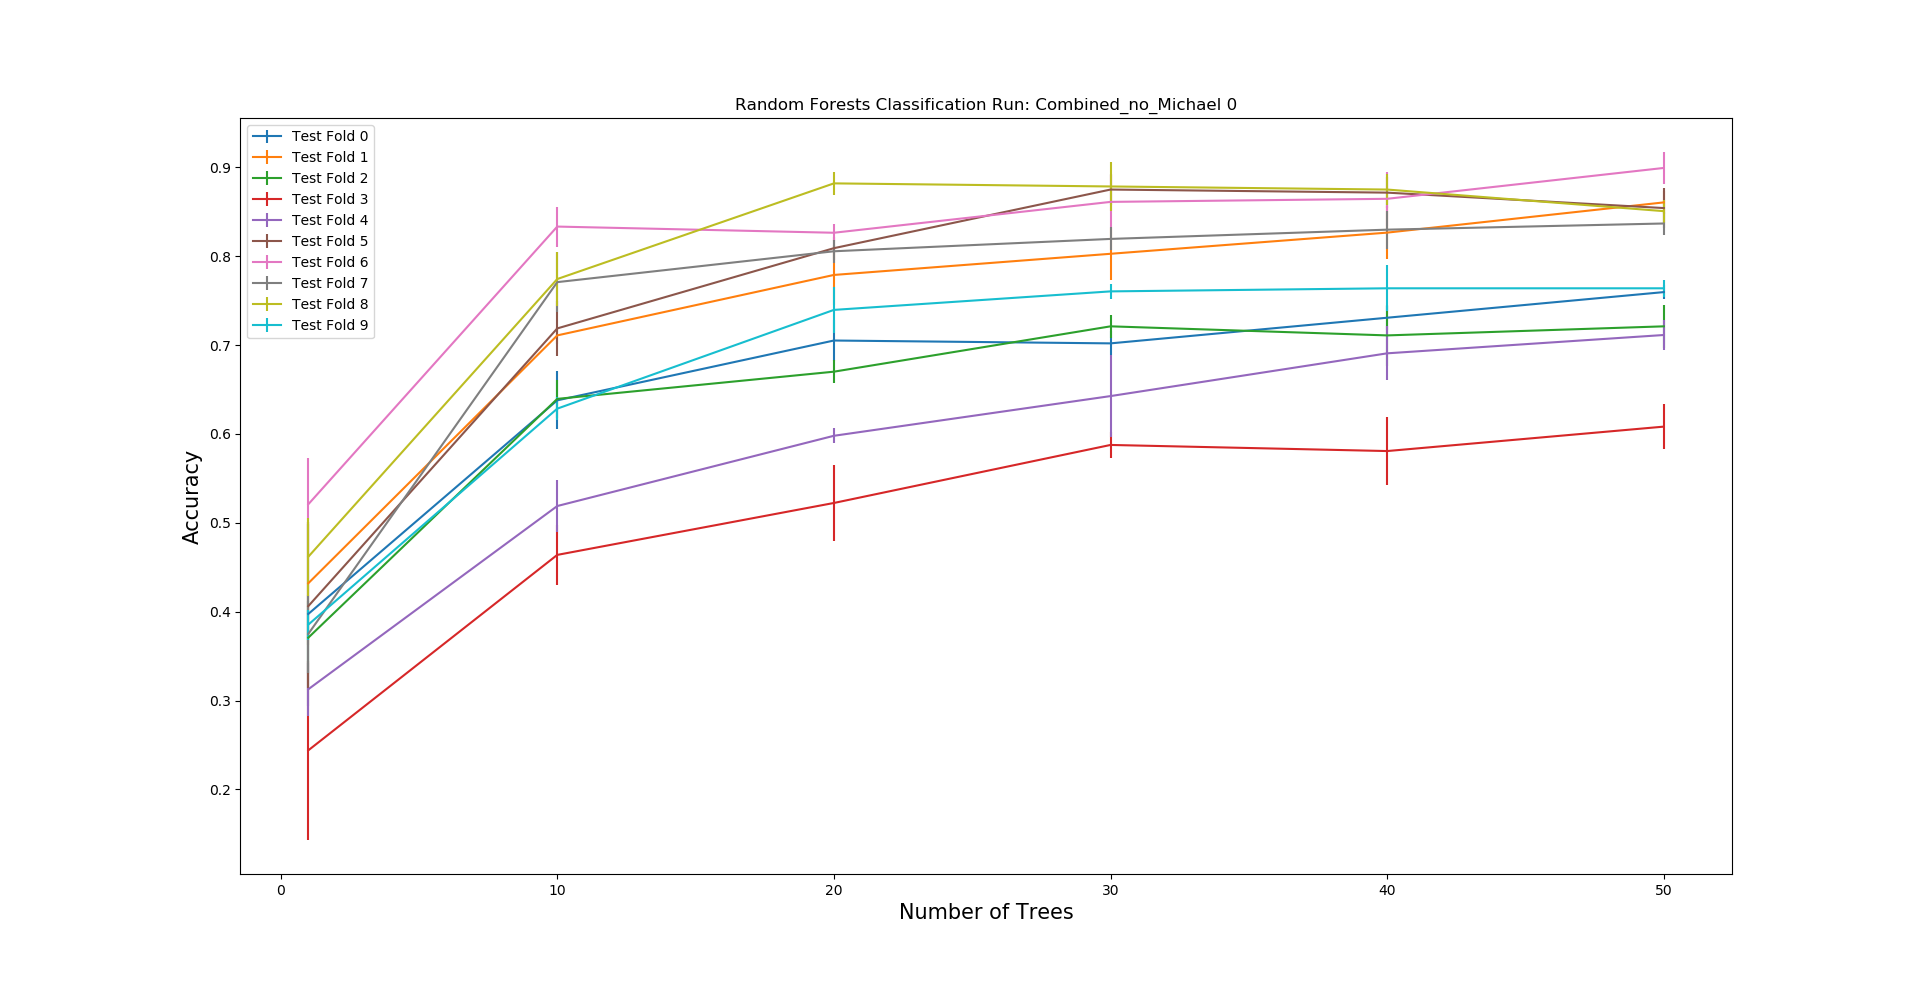 Random Forests Classification Run: Combined_no_Michael 0
Test Fold 0
Test Fold 1
Test Fold 2
Test Fold 3
Test Fold 4
Test Fold 5
Test Fold 6
Test Fold 7
Test Fold 8
Test Fold 9
0.9
0.8
0.7
0.6
0.5
0.4
0.3
0.2
Accuracy
0 10 20 30 40 50
Number of Trees